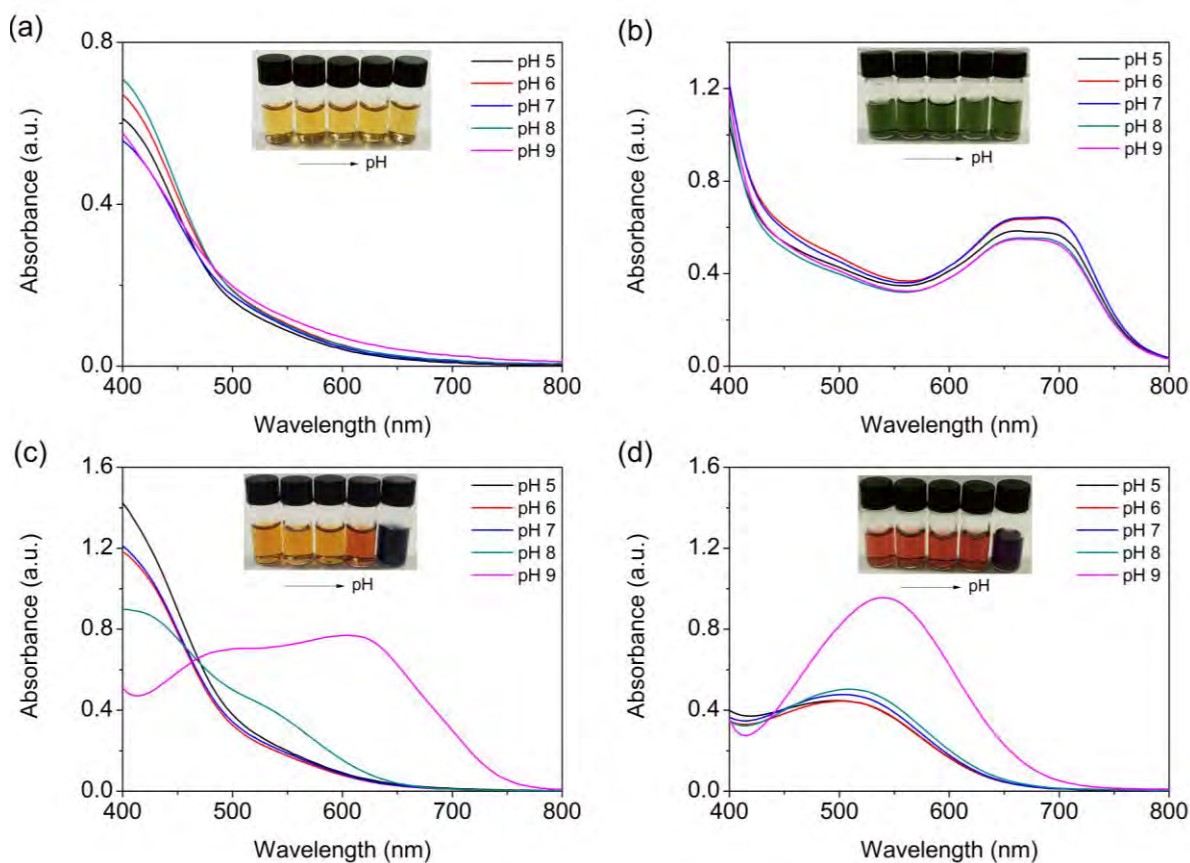 (a)
0.8
0.4
0.0
Absorbance (a.u.)
400 500 600 700 800
Wavelength (nm)
pH 5
pH 6
pH 7
pH 8
pH 9
pH
(b)
1.2
0.8
0.4
0.0
Absorbance (a.u.)
400 500 600 700 800
Wavelength (nm)
pH 5
pH 6
pH 7
pH 8
pH 9
pH
(c)
1.6
1.2
0.8
0.4
0.0
Absorbance (a.u.)
400 500 600 700 800
Wavelength (nm)
pH 5
pH 6
pH 7
pH 8
pH 9
pH
(d)
1.6
1.2
0.8
0.4
0.0
Absorbance (a.u.)
400 500 600 700 800
Wavelength (nm)
pH 5
pH 6
pH 7
pH 8
pH 9
pH